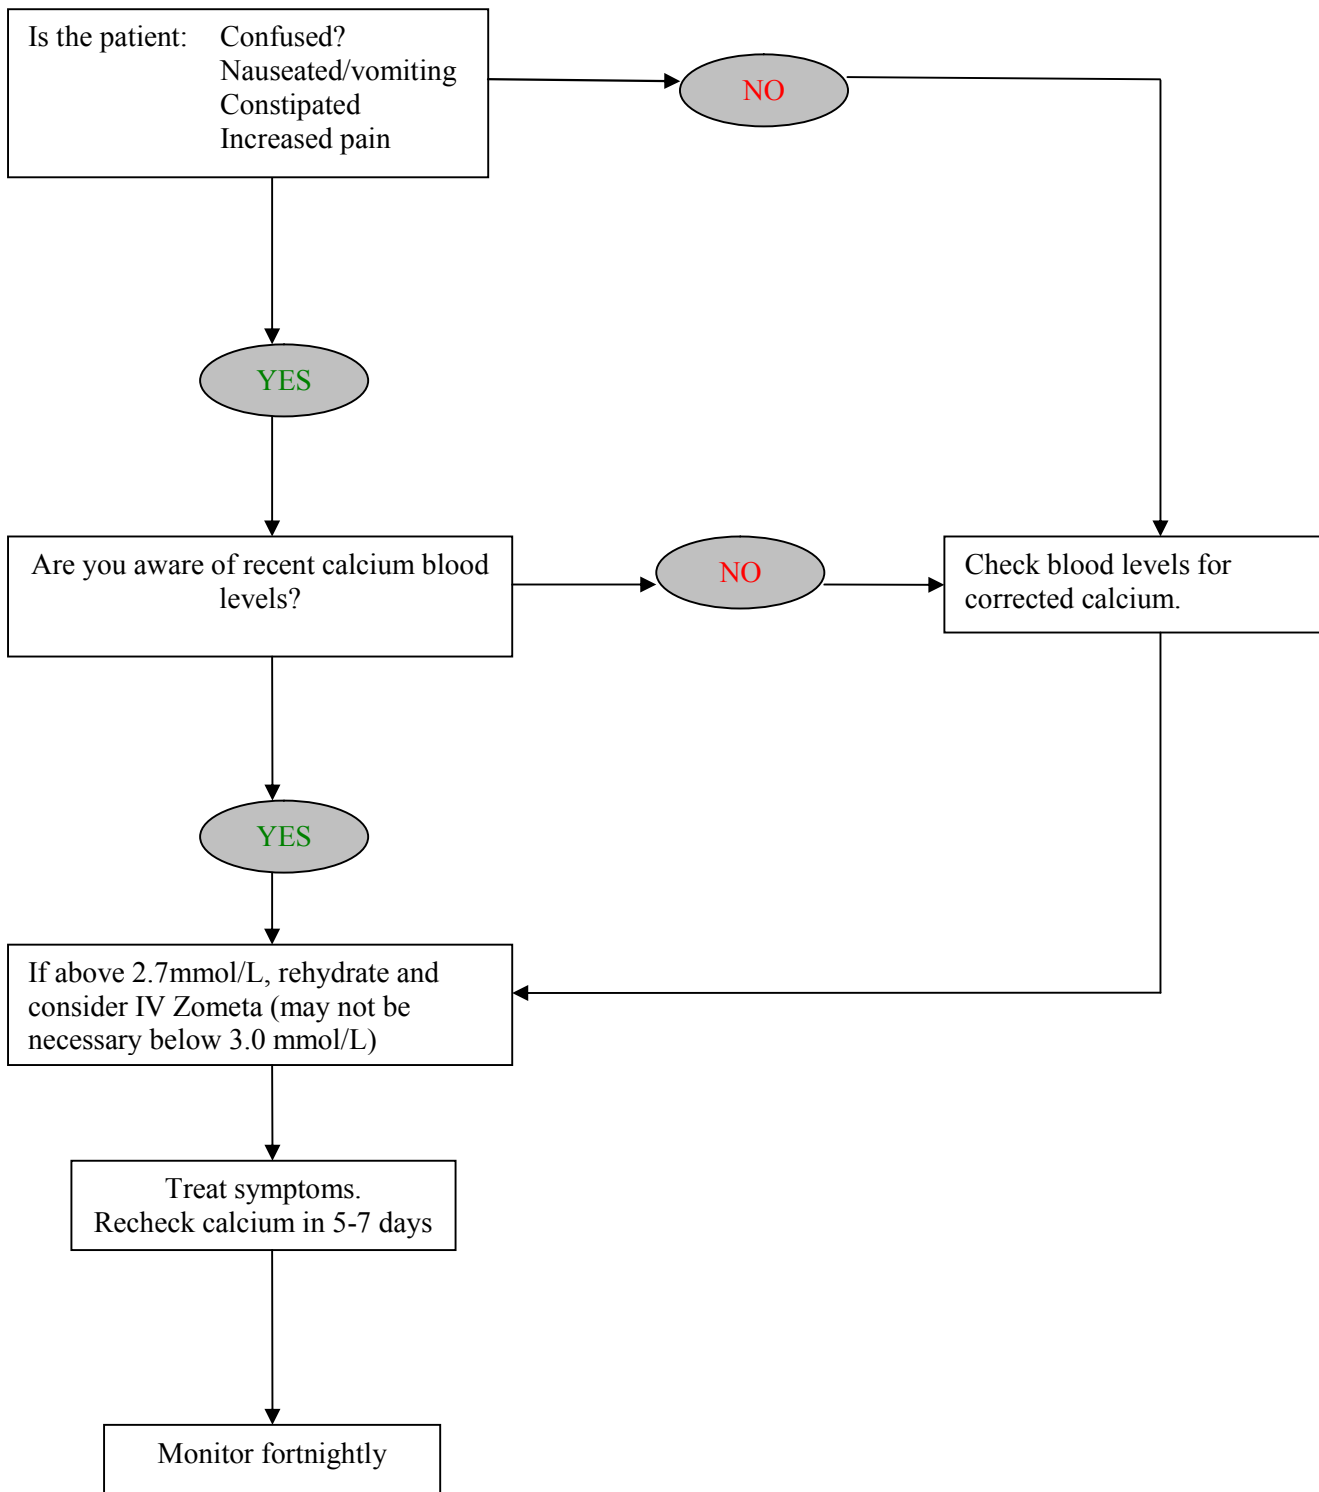 Is the patient: Confused?
Nauseated/vomiting
Constipated
Increased pain
NO
YES
Are you aware of recent calcium blood
levels?
NO
Check blood levels for
corrected calcium.
YES
If above 2.7mmol/L, rehydrate and
consider IV Zometa (may not be
necessary below 3.0 mmol/L)
Treat symptoms.
Recheck calcium in 5-7 days
Monitor fortnightly